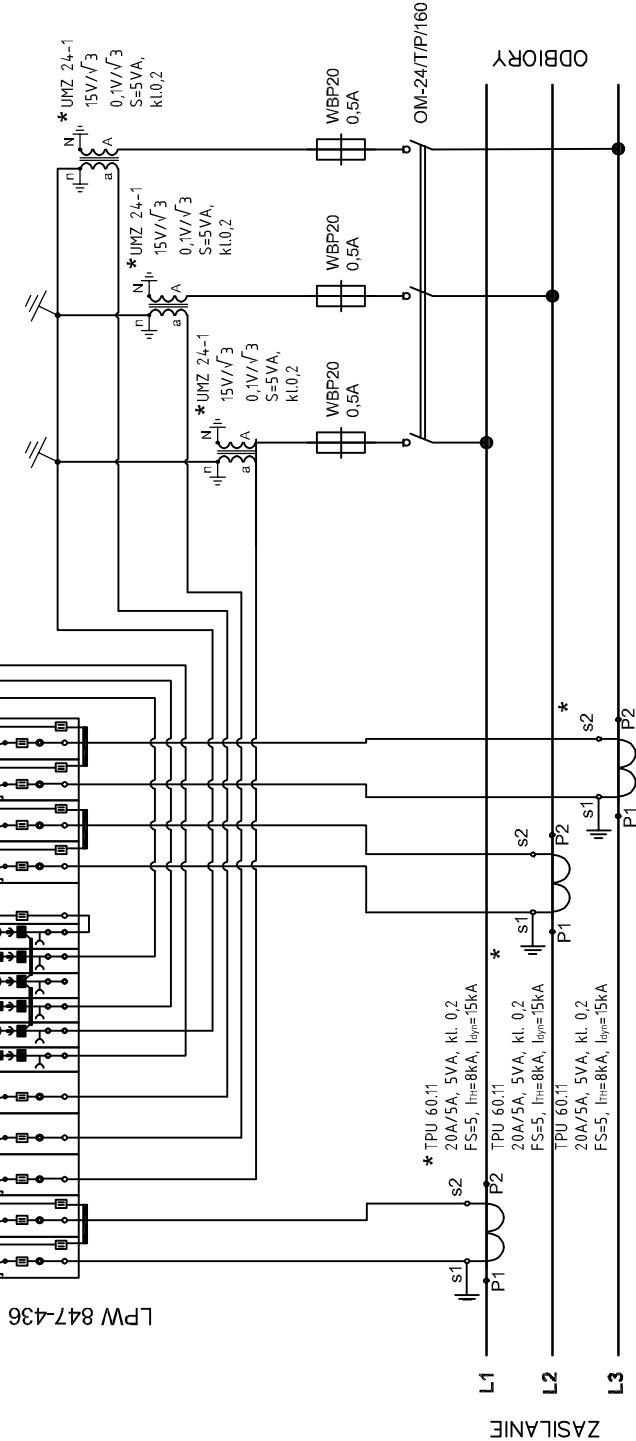 ODBIORY
* UMZ 24-1
15V/√3
0,1V/√3
S=5VA,
kl.0,2
N
A
n
a
WBP20
0,5A
OM-24/T/P/160
* UMZ 24-1
15V/√3
0,1V/√3
S=5VA,
kl.0,2
N
A
n
a
WBP20
0,5A
* UMZ 24-1
15V/√3
0,1V/√3
S=5VA,
kl.0,2
N
A
n
a
WBP20
0,5A
*
s2
P2
s1
P1
s2
P2
s1
P1
*
* TPU 60.11
20A/5A, 5VA, kl. 0,2
FS=5, ITH=8kA, Idyn=15kA
TPU 60.11
20A/5A, 5VA, kl. 0,2
FS=5, ITH=8kA, Idyn=15kA
TPU 60.11
20A/5A, 5VA, kl. 0,2
FS=5, ITH=8kA, Idyn=15kA
s2
P2
s1
P1
LPW 847-436
L1
L2
L3
ZASILANIE